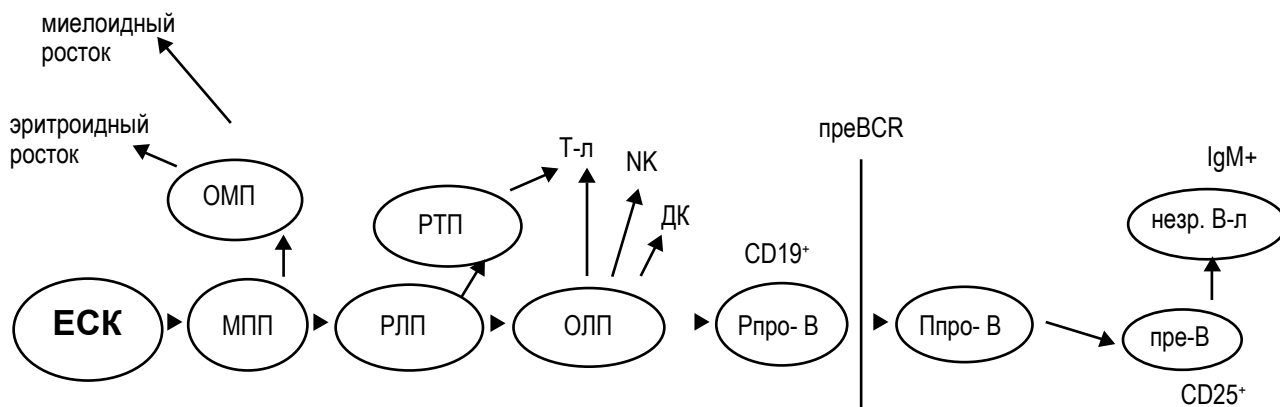 миелоидный
росток
эритроидный
росток
ОМП
РТП
Т-л
NK
ДК
преBCR
IgM+
незр. В-л
CD19⁺
ЕСК
МПП
РЛП
ОЛП
Рпро- В
Ппро- В
пре-В
CD25⁺